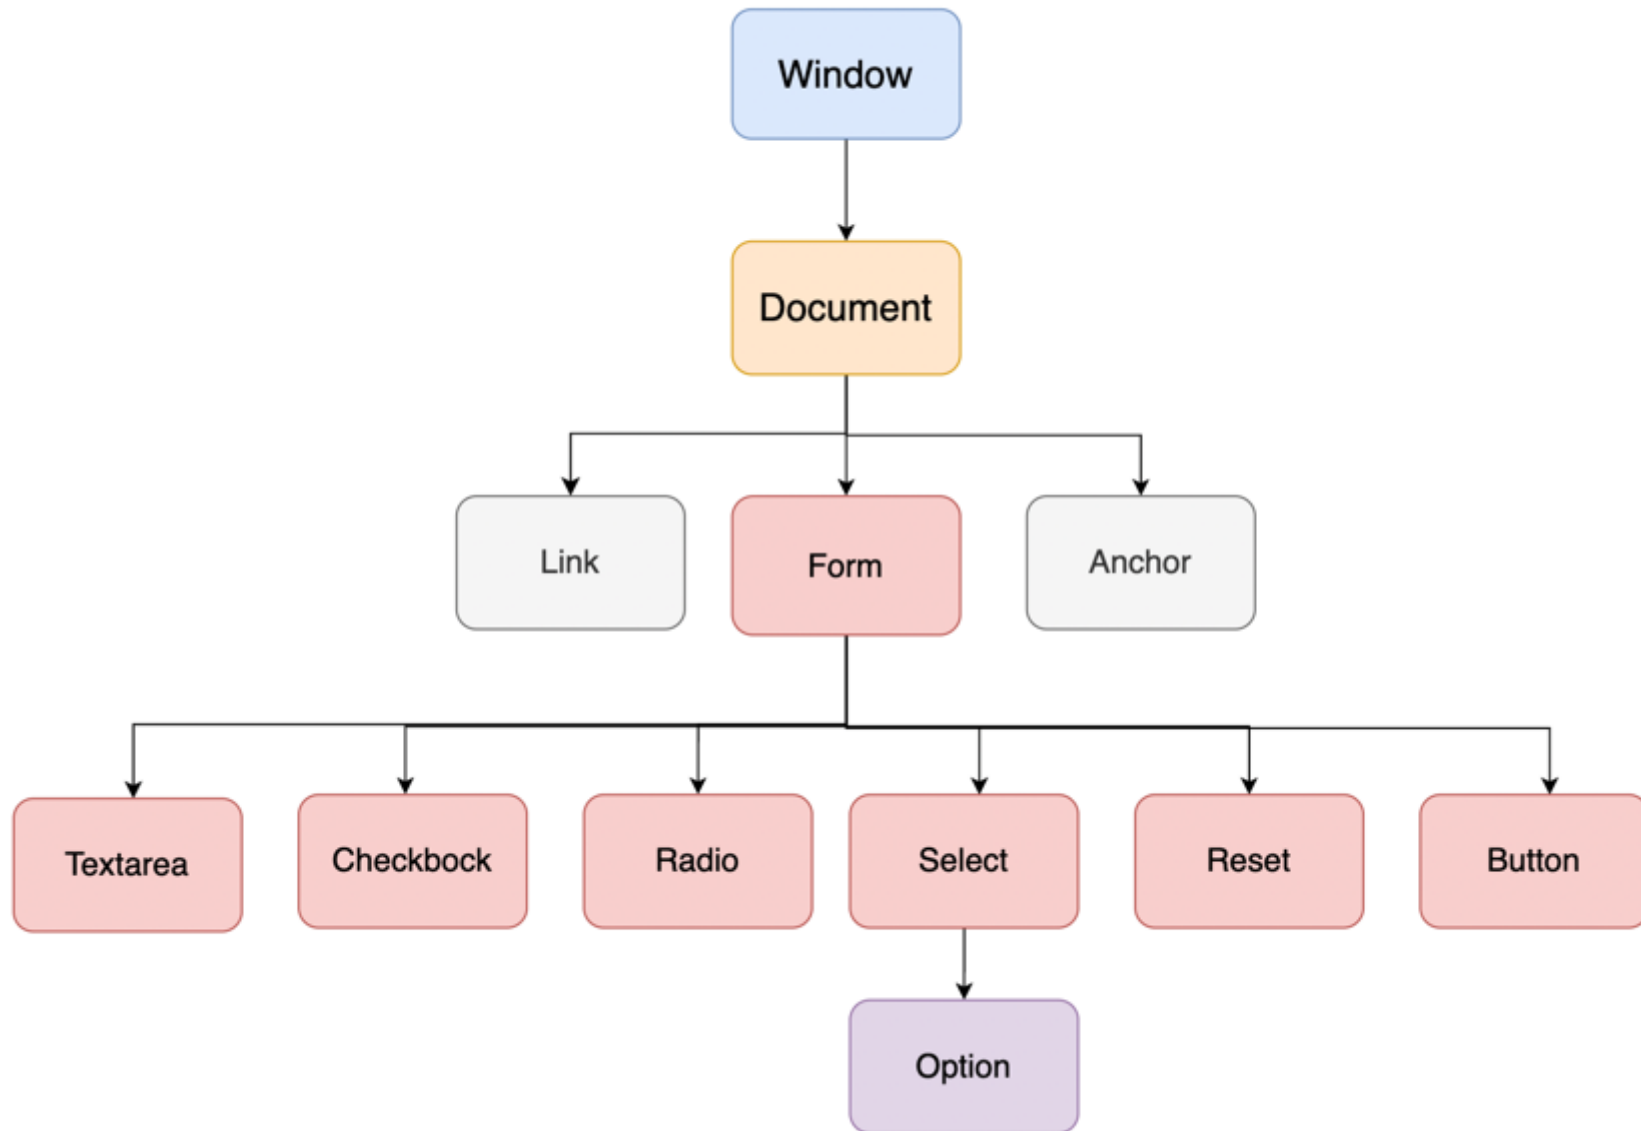 Window
Document
Link
Form
Anchor
Textarea
Checkbock
Radio
Select
Reset
Button
Option